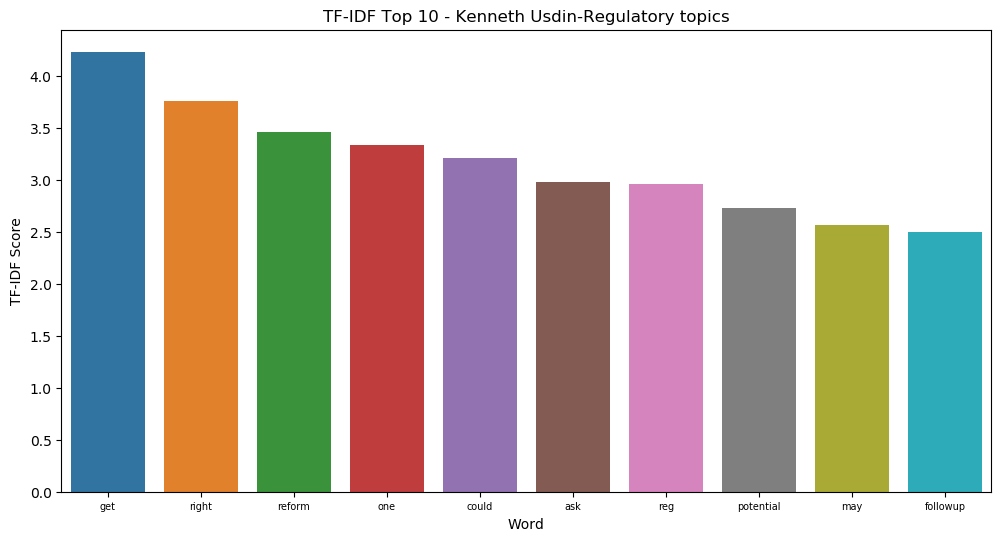 TF-IDF Top 10 - Kenneth Usdin-Regulatory topics
TF-IDF Score
4.0
3.5
3.0
2.5
2.0
1.5
1.0
0.5
0.0
get right reform one could ask reg potential may followup
Word